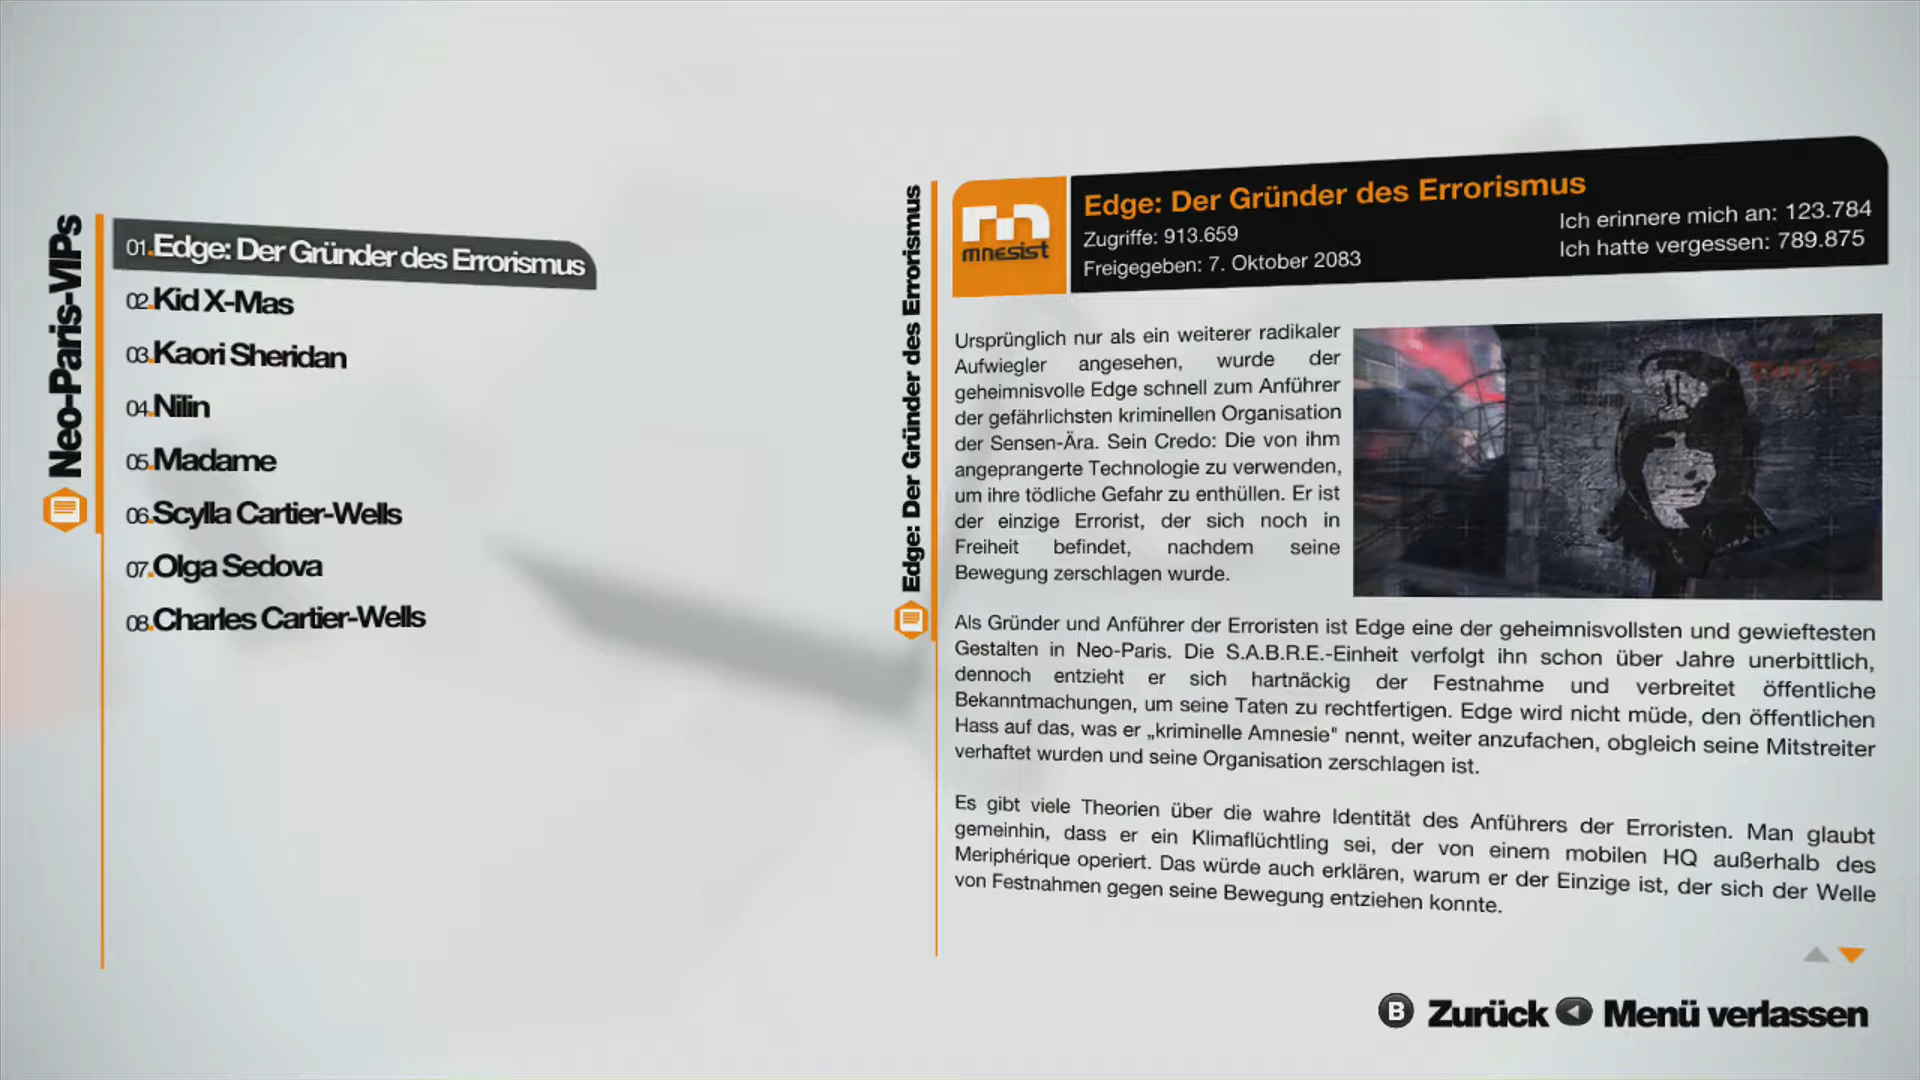 Neo-Paris-VIPs
01.Edge: Der Gründer des Errorismus
02.Kid X-Mas
03.Kaori Sheridan
04.Nilin
05.Madame
06.Scylla Cartier-Wells
07.Olga Sedova
08.Charles Cartier-Wells
Edge: Der Gründer des Errorismus
mnesist
Edge: Der Gründer des Errorismus
Zugriffe: 913.659
Freigegeben: 7. Oktober 2083
Ich erinnere mich an: 123.784
Ich hatte vergessen: 789.875
Ursprünglich nur als ein weiterer radikaler
Aufwiegler angesehen, wurde der
geheimnisvolle Edge schnell zum Anführer
der gefährlichsten kriminellen Organisation
der Sensen-Ära. Sein Credo: Die von ihm
angeprangerte Technologie zu verwenden,
um ihre tödliche Gefahr zu enthüllen. Er ist
der einzige Errorist, der sich noch in
Freiheit befindet, nachdem seine
Bewegung zerschlagen wurde.
Als Gründer und Anführer der Erroristen ist Edge eine der geheimnisvollsten und gewieftesten
Gestalten in Neo-Paris. Die S.A.B.R.E.-Einheit verfolgt ihn schon über Jahre unerbittlich,
dennoch entzieht er sich hartnäckig der Festnahme und verbreitet öffentliche
Bekanntmachungen, um seine Taten zu rechtfertigen. Edge wird nicht müde, den öffentlichen
Hass auf das, was er „kriminelle Amnesie" nennt, weiter anzufachen, obgleich seine Mitstreiter
verhaftet wurden und seine Organisation zerschlagen ist.
Es gibt viele Theorien über die wahre Identität des Anführers der Erroristen. Man glaubt
gemeinhin, dass er ein Klimaflüchtling sei, der von einem mobilen HQ außerhalb des
Meriphérique operiert. Das würde auch erklären, warum er der Einzige ist, der sich der Welle
von Festnahmen gegen seine Bewegung entziehen konnte.
B Zurück Menü verlassen